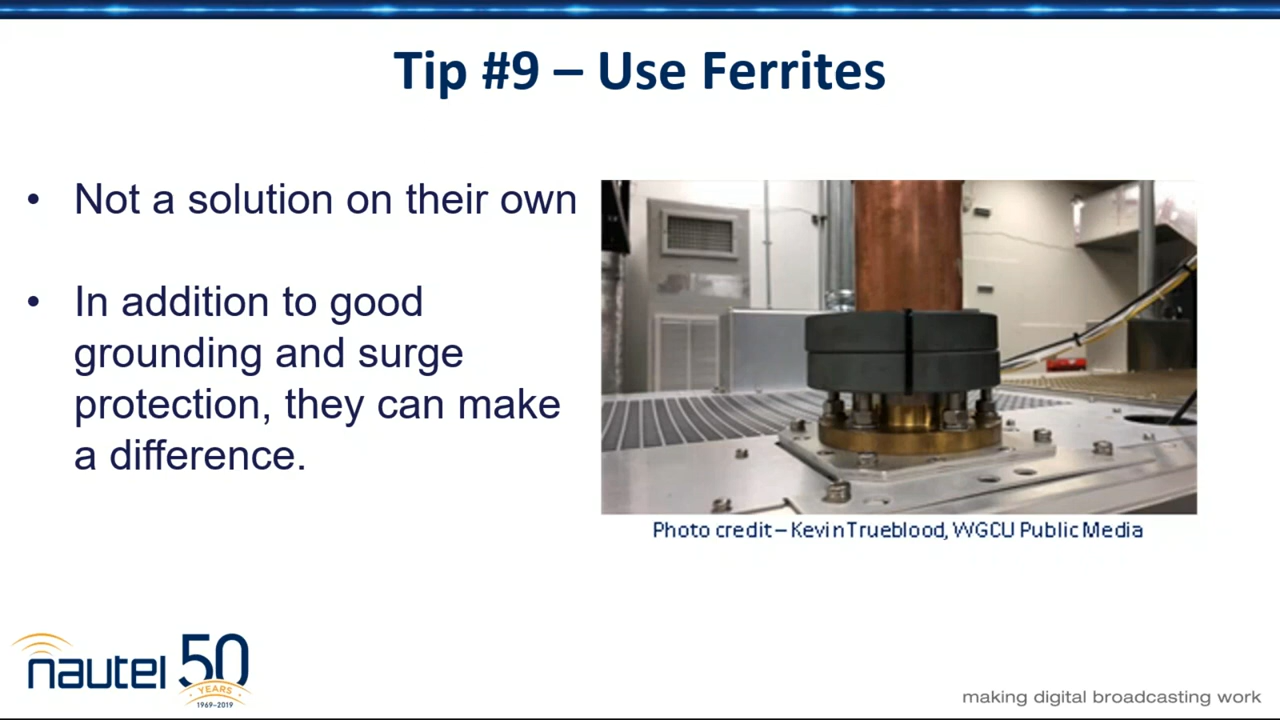 Tip #9 – Use Ferrites
• Not a solution on their own
• In addition to good
grounding and surge
protection, they can make
a difference.
Photo credit – Kevin Trueblood, WGCU Public Media
nautel 50
YEARS
1969–2019
making digital broadcasting work